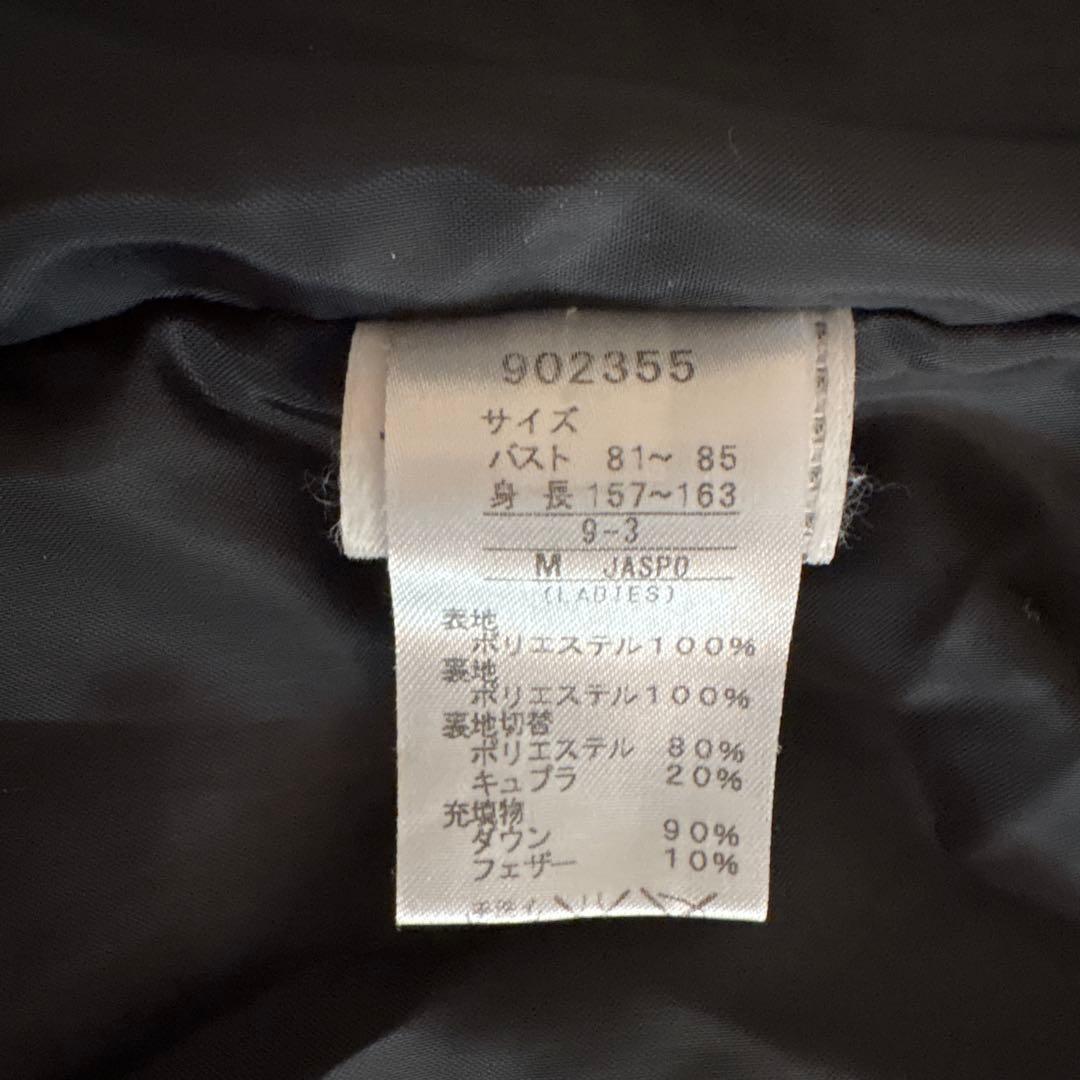 902355
サイズ
バスト 81～ 85
身 長 157～163
9-3
M JASPO
(LADIES)
表地
ポリエステル100%
裏地
ポリエステル100%
裏地切替
ポリエステル 80%
キュプラ 20%
充填物
ダウン 90%
フェザー 10%